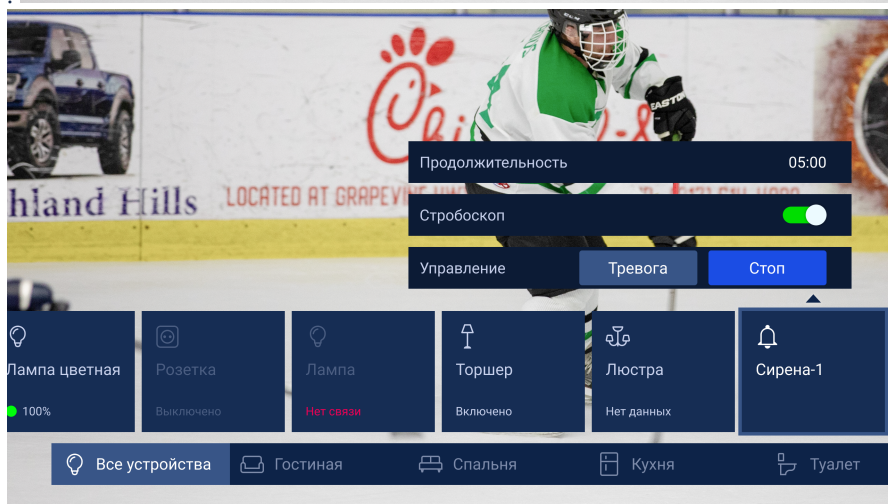 EASTON
Продолжительность 05:00
hland Hills
LOCATED AT GRAPEVINE
Стробоскоп
Управление Тревога Стоп
Лампа цветная
100%
Розетка
Выключено
Лампа
Нет связи
Торшер
Включено
Люстра
Нет данных
Сирена-1
Все устройства Гостиная Спальня Кухня Туалет